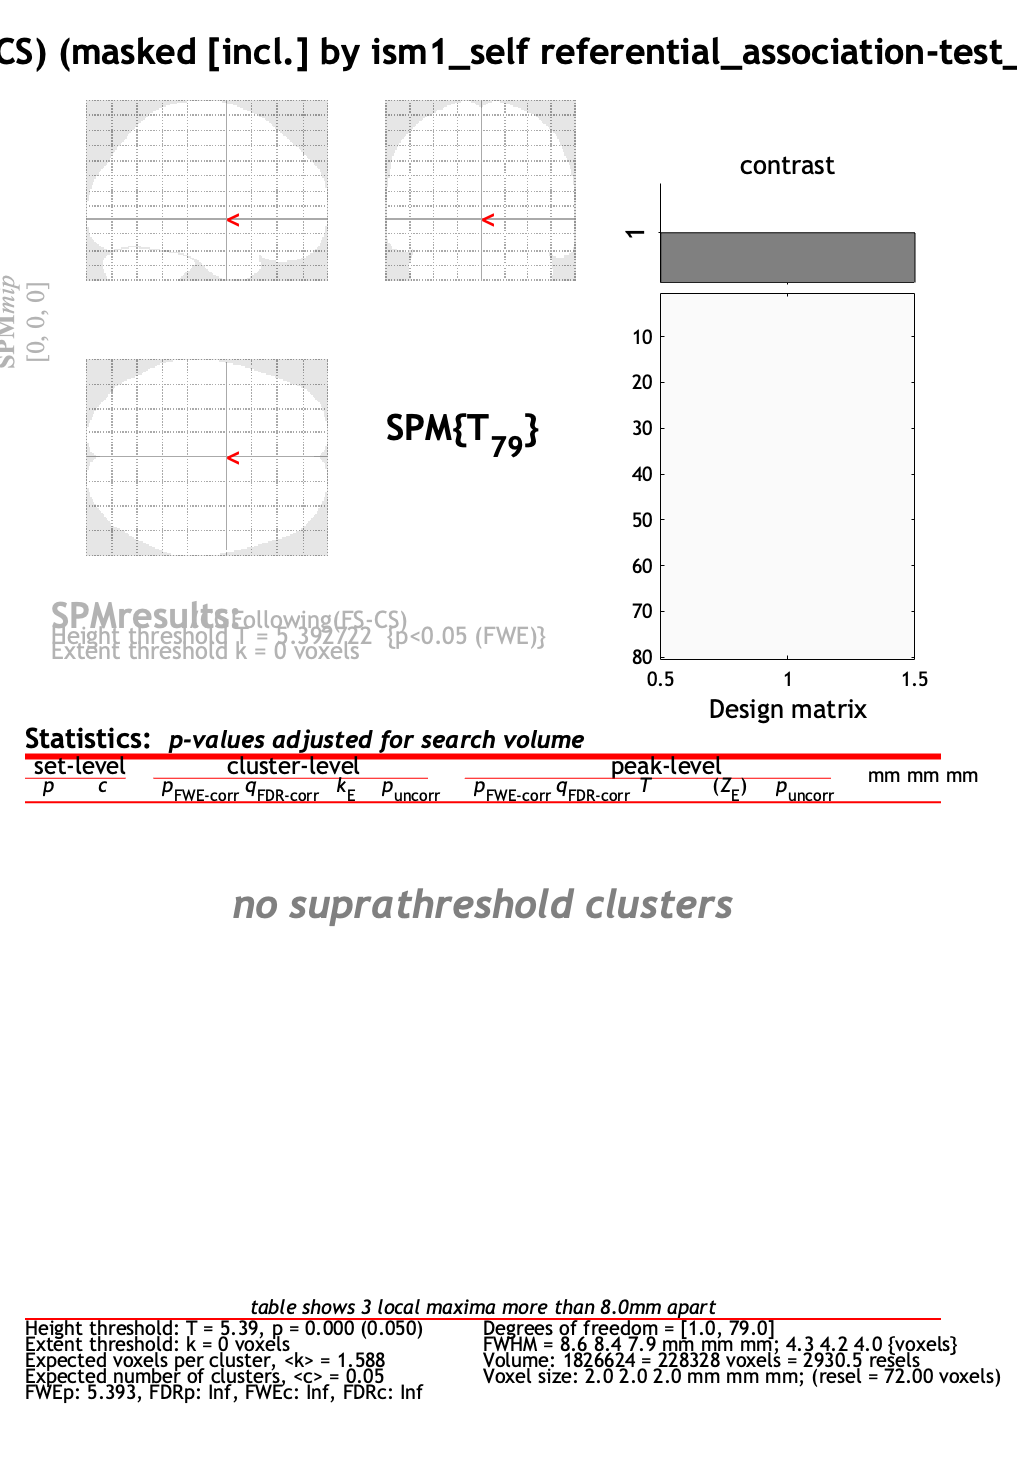 CS) (masked [incl.] by ism1_self referential_association-test_
contrast
1
SPMmip
[0, 0, 0]
<
<
<
SPM{T79}
10
20
30
40
50
60
70
80
0.5 1 1.5
Design matrix
SPMresults: Following(FS-CS)
Height threshold T = 5.392722 {p<0.05 (FWE)}
Extent threshold k = 0 voxels
Statistics: p-values adjusted for search volume
set-level cluster-level peak-level mm mm mm
p c pFWE-corr qFDR-corr kE puncorr pFWE-corr qFDR-corr T (ZE) puncorr
no suprathreshold clusters
table shows 3 local maxima more than 8.0mm apart
Height threshold: T = 5.39, p = 0.000 (0.050)
Extent threshold: k = 0 voxels
Expected voxels per cluster, <k> = 1.588
Expected number of clusters, <c> = 0.05
FWEp: 5.393, FDRp: Inf, FWEc: Inf, FDRc: Inf
Degrees of freedom = [1.0, 79.0]
FWHM = 8.6 8.4 7.9 mm mm mm; 4.3 4.2 4.0 {voxels}
Volume: 1826624 = 228328 voxels = 2930.5 resels
Voxel size: 2.0 2.0 2.0 mm mm mm; (resel = 72.00 voxels)